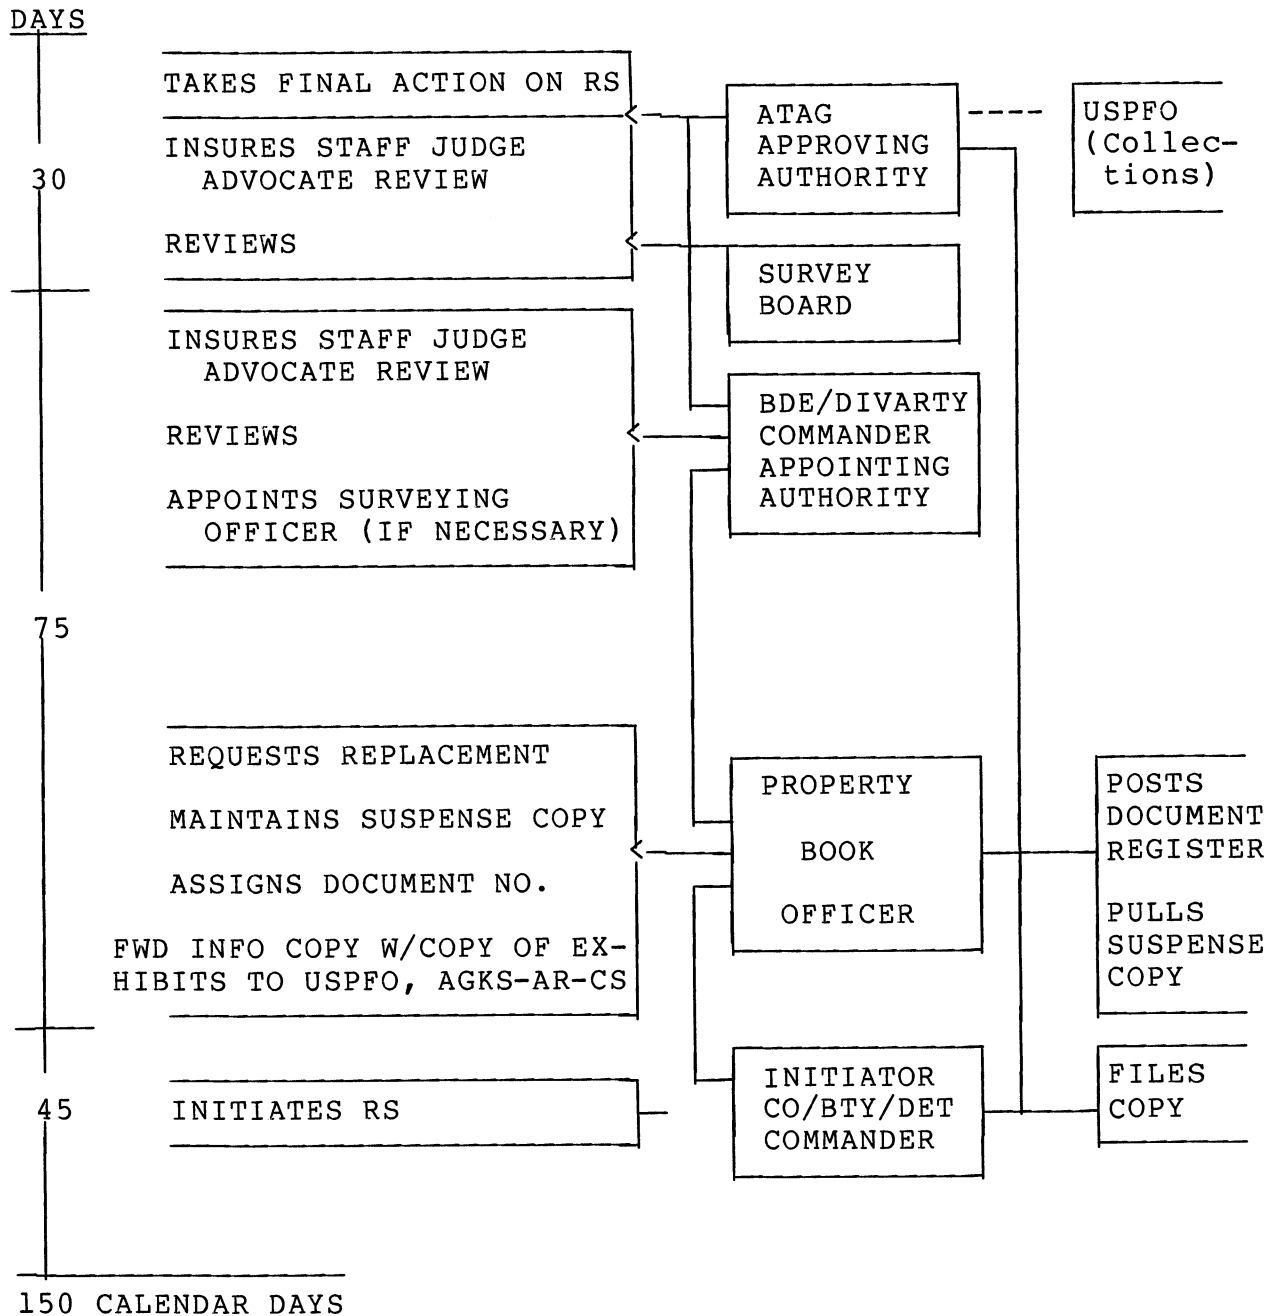 DAYS
TAKES FINAL ACTION ON RS
INSURES STAFF JUDGE
ADVOCATE REVIEW
REVIEWS
30
ATAG
APPROVING
AUTHORITY
USPFO
(Collec-
tions)
SURVEY
BOARD
INSURES STAFF JUDGE
ADVOCATE REVIEW
REVIEWS
APPOINTS SURVEYING
OFFICER (IF NECESSARY)
BDE/DIVARTY
COMMANDER
APPOINTING
AUTHORITY
75
REQUESTS REPLACEMENT
MAINTAINS SUSPENSE COPY
ASSIGNS DOCUMENT NO.
FWD INFO COPY W/COPY OF EX-
HIBITS TO USPFO, AGKS-AR-CS
PROPERTY
BOOK
OFFICER
POSTS
DOCUMENT
REGISTER
PULLS
SUSPENSE
COPY
45
INITIATES RS
INITIATOR
CO/BTY/DET
COMMANDER
FILES
COPY
150 CALENDAR DAYS